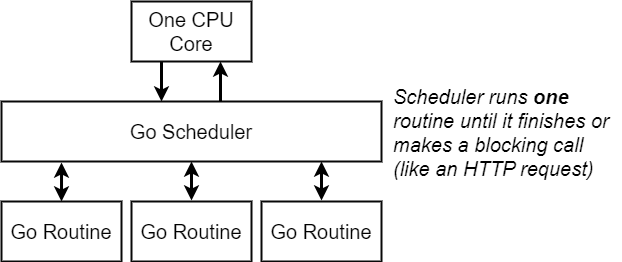 One CPU
Core
Go Scheduler
Scheduler runs one
routine until it finishes or
makes a blocking call
(like an HTTP request)
Go Routine
Go Routine
Go Routine